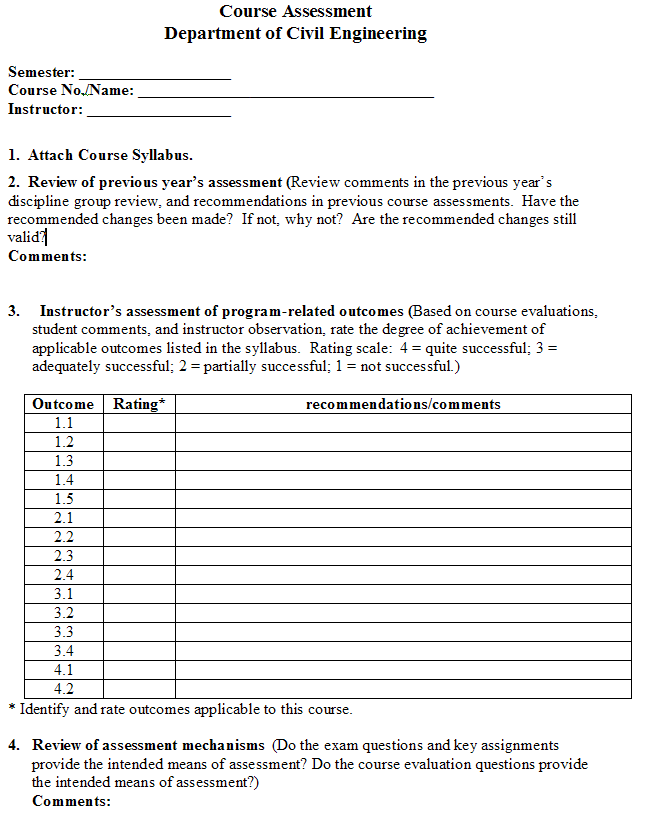 Course Assessment
Department of Civil Engineering
Semester: ____________________
Course No./Name: _______________________________________
Instructor: ___________________
1. Attach Course Syllabus.
2. Review of previous year's assessment (Review comments in the previous year's
discipline group review, and recommendations in previous course assessments. Have the
recommended changes been made? If not, why not? Are the recommended changes still
valid?
Comments:
3. Instructor's assessment of program-related outcomes (Based on course evaluations,
student comments, and instructor observation, rate the degree of achievement of
applicable outcomes listed in the syllabus. Rating scale: 4 = quite successful; 3 =
adequately successful; 2 = partially successful; 1 = not successful.)
Outcome Rating* recommendations/comments
1.1
1.2
1.3
1.4
1.5
2.1
2.2
2.3
2.4
3.1
3.2
3.3
3.4
4.1
4.2
* Identify and rate outcomes applicable to this course.
4. Review of assessment mechanisms (Do the exam questions and key assignments
provide the intended means of assessment? Do the course evaluation questions provide
the intended means of assessment?)
Comments: